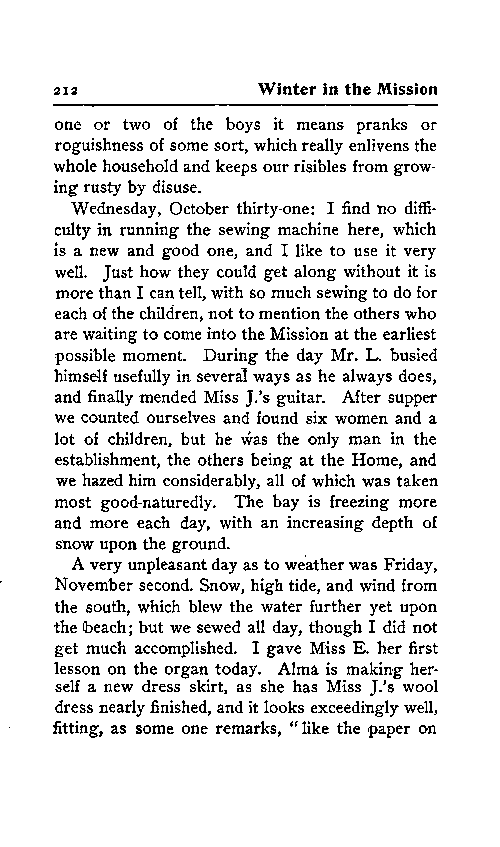 212 Winter in the Mission
one or two of the boys it means pranks or
roguishness of some sort, which really enlivens the
whole household and keeps our risibles from grow-
ing rusty by disuse.
Wednesday, October thirty-one: I find no diffi-
culty in running the sewing machine here, which
is a new and good one, and I like to use it very
well. Just how they could get along without it is
more than I can tell, with so much sewing to do for
each of the children, not to mention the others who
are waiting to come into the Mission at the earliest
possible moment. During the day Mr. L. busied
himself usefully in several ways as he always does,
and finally mended Miss J.'s guitar. After supper
we counted ourselves and found six women and a
lot of children, but he was the only man in the
establishment, the others being at the Home, and
we hazed him considerably, all of which was taken
most good-naturedly. The bay is freezing more
and more each day, with an increasing depth of
snow upon the ground.
A very unpleasant day as to weather was Friday,
November second. Snow, high tide, and wind from
the south, which blew the water further yet upon
the beach; but we sewed all day, though I did not
get much accomplished. I gave Miss E. her first
lesson on the organ today. Alma is making her-
self a new dress skirt, as she has Miss J.'s wool
dress nearly finished, and it looks exceedingly well,
fitting, as some one remarks, "like the paper on